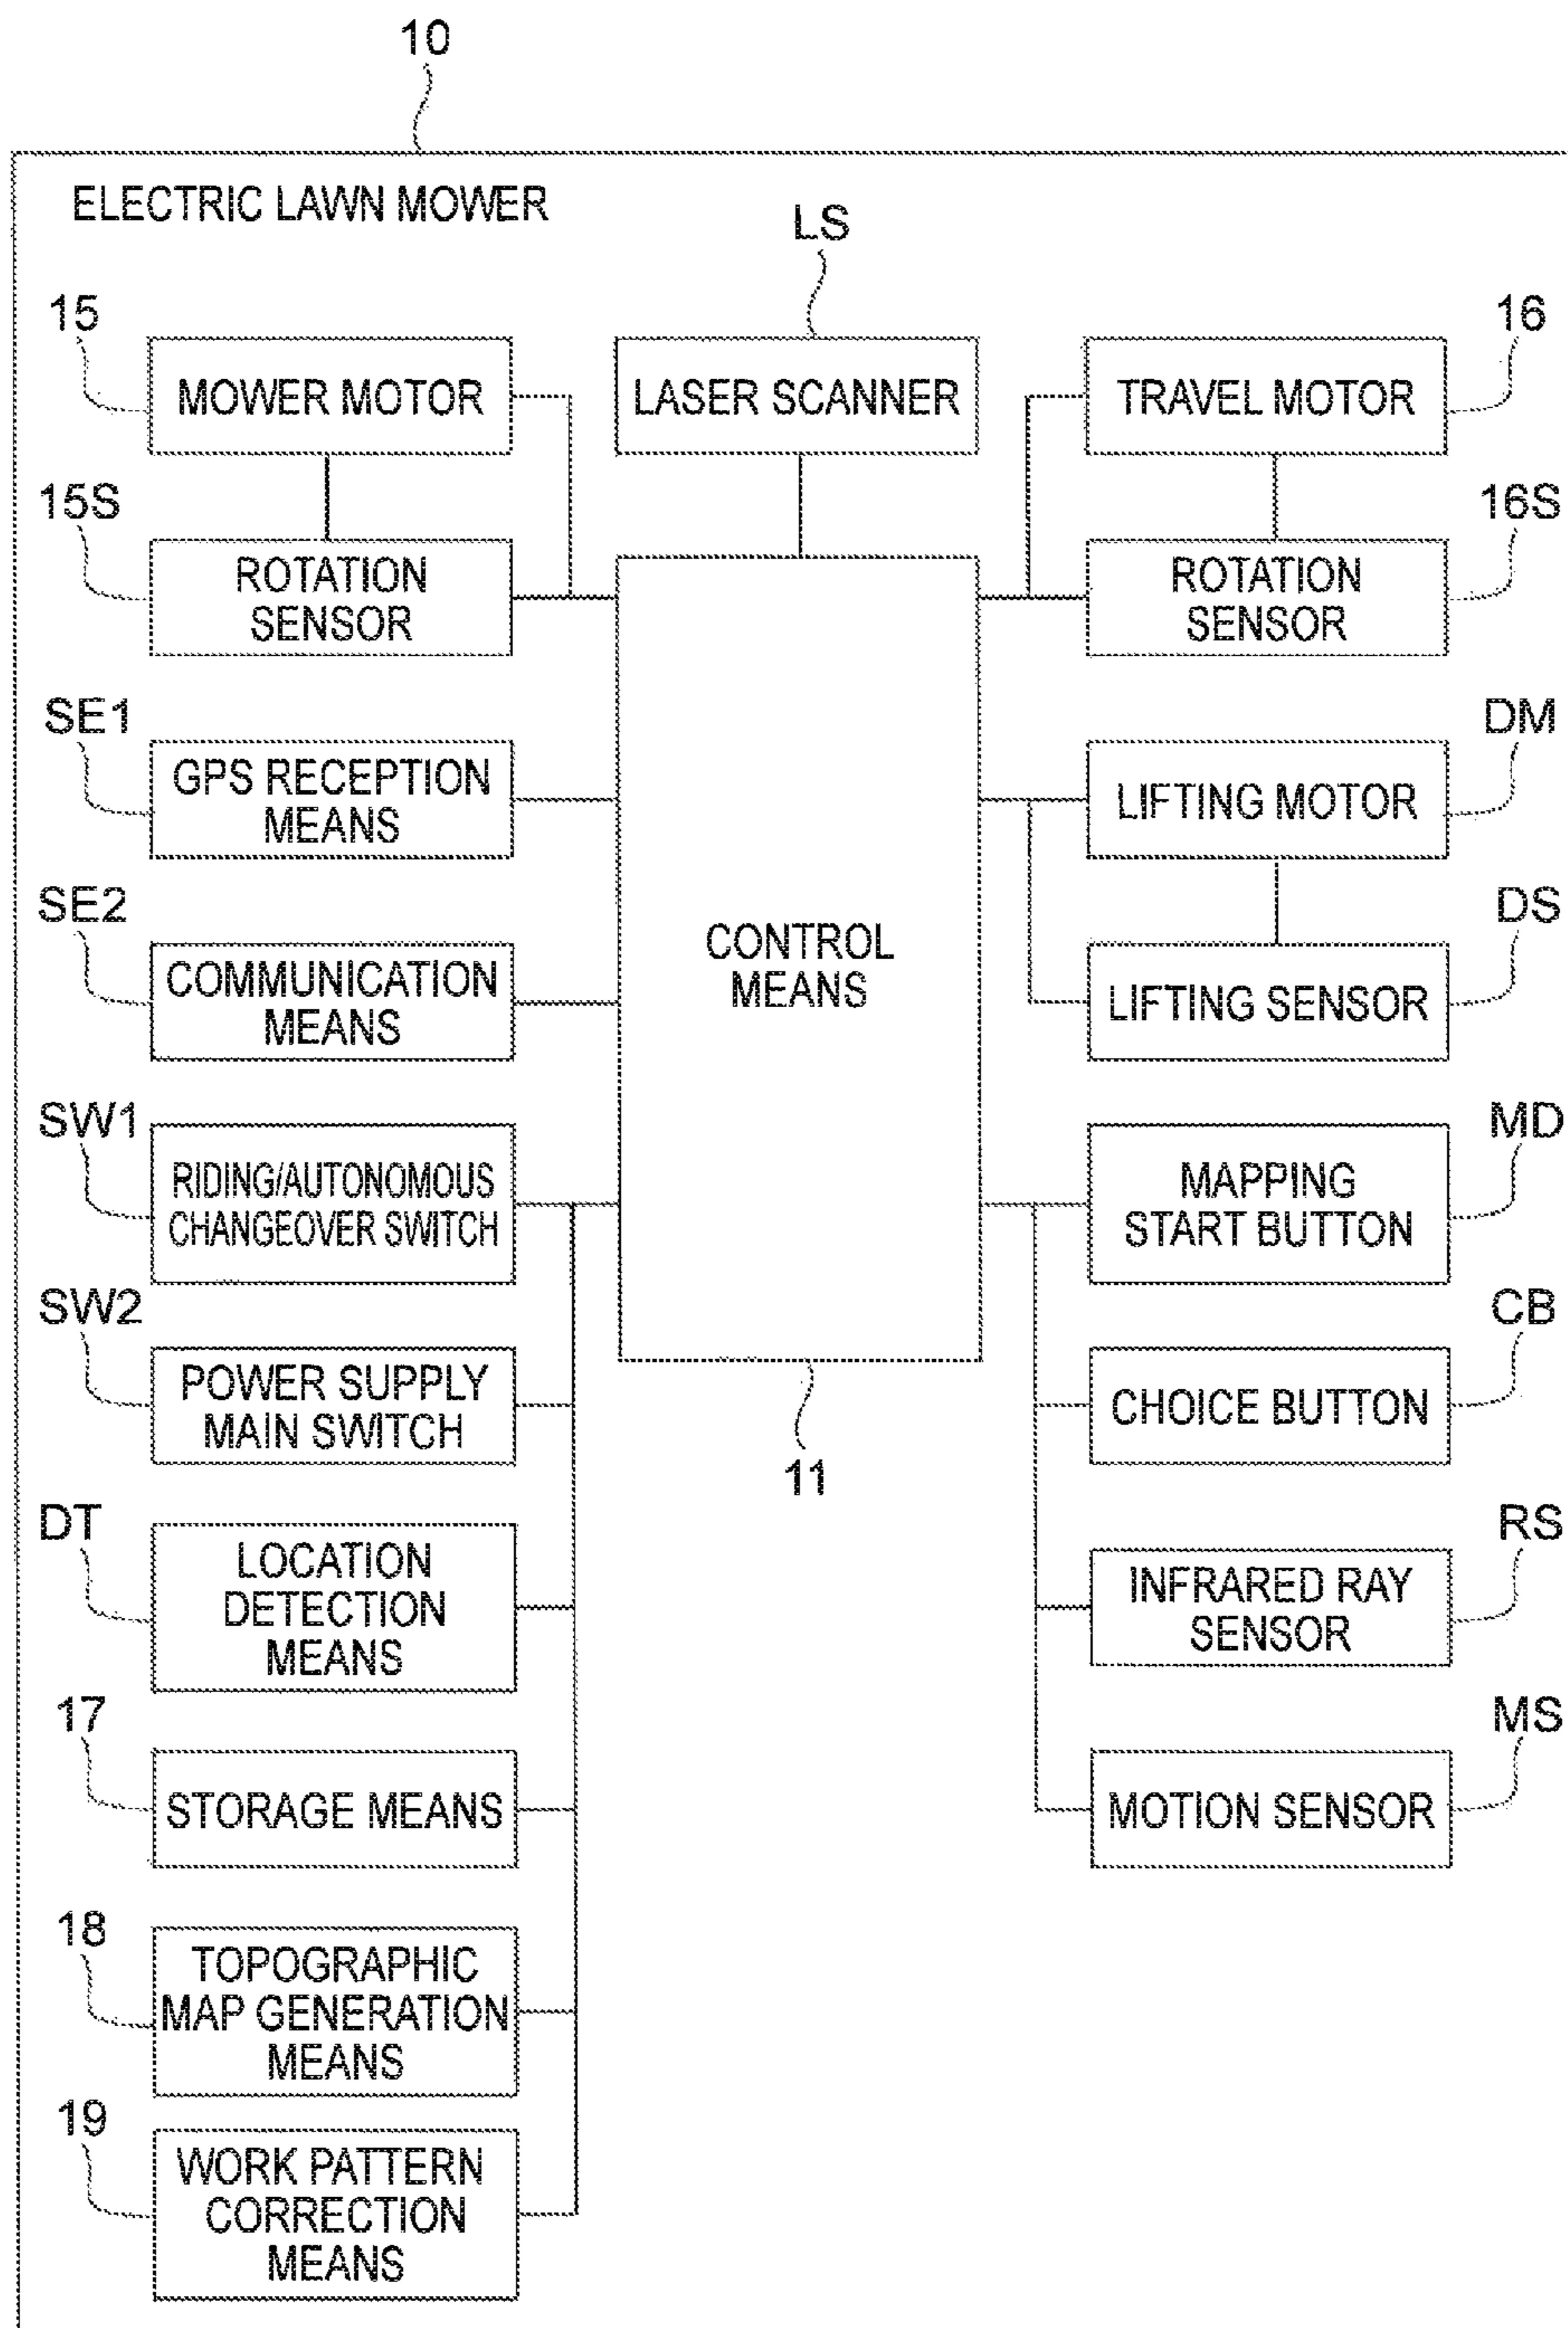 10
ELECTRIC LAWN MOWER
LS
15
16
MOWER MOTOR
LASER SCANNER
TRAVEL MOTOR
15S
16S
ROTATION
SENSOR
ROTATION
SENSOR
SE1
DM
GPS RECEPTION
MEANS
LIFTING MOTOR
SE2
DS
COMMUNICATION
MEANS
CONTROL
MEANS
LIFTING SENSOR
SW1
MD
RIDING/AUTONOMOUS
CHANGEOVER SWITCH
MAPPING
START BUTTON
SW2
CB
POWER SUPPLY
MAIN SWITCH
CHOICE BUTTON
11
DT
RS
LOCATION
DETECTION
MEANS
INFRARED RAY
SENSOR
17
MS
STORAGE MEANS
MOTION SENSOR
18
TOPOGRAPHIC
MAP GENERATION
MEANS
19
WORK PATTERN
CORRECTION
MEANS